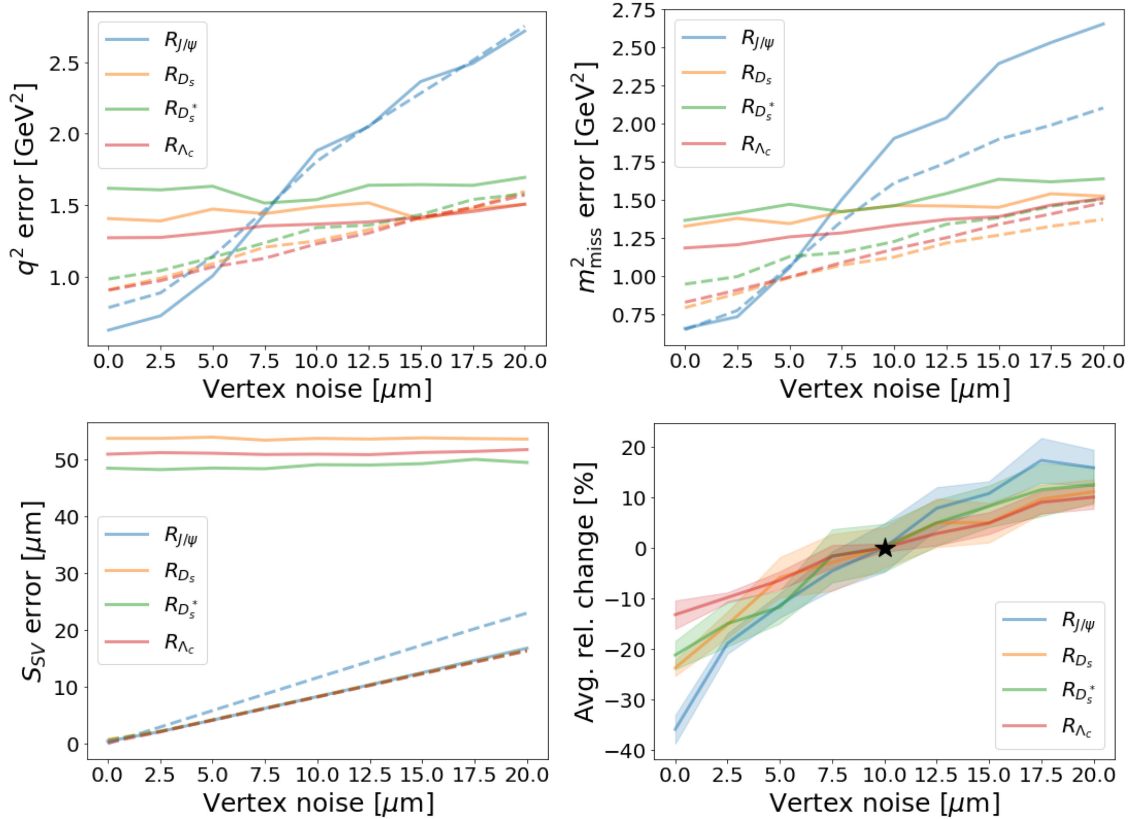 q² error [GeV²]
2.5
2.0
1.5
1.0
R_{J/ψ}
R_{D_s}
R_{D_s^*}
R_{Λ_c}
0.0 2.5 5.0 7.5 10.0 12.5 15.0 17.5 20.0
Vertex noise [μm]
m²_miss error [GeV²]
2.75
2.50
2.25
2.00
1.75
1.50
1.25
1.00
0.75
R_{J/ψ}
R_{D_s}
R_{D_s^*}
R_{Λ_c}
0.0 2.5 5.0 7.5 10.0 12.5 15.0 17.5 20.0
Vertex noise [μm]
S_{SV} error [μm]
50
40
30
20
10
0
R_{J/ψ}
R_{D_s}
R_{D_s^*}
R_{Λ_c}
0.0 2.5 5.0 7.5 10.0 12.5 15.0 17.5 20.0
Vertex noise [μm]
Avg. rel. change [%]
20
10
0
−10
−20
−30
−40
R_{J/ψ}
R_{D_s}
R_{D_s^*}
R_{Λ_c}
0.0 2.5 5.0 7.5 10.0 12.5 15.0 17.5 20.0
Vertex noise [μm]